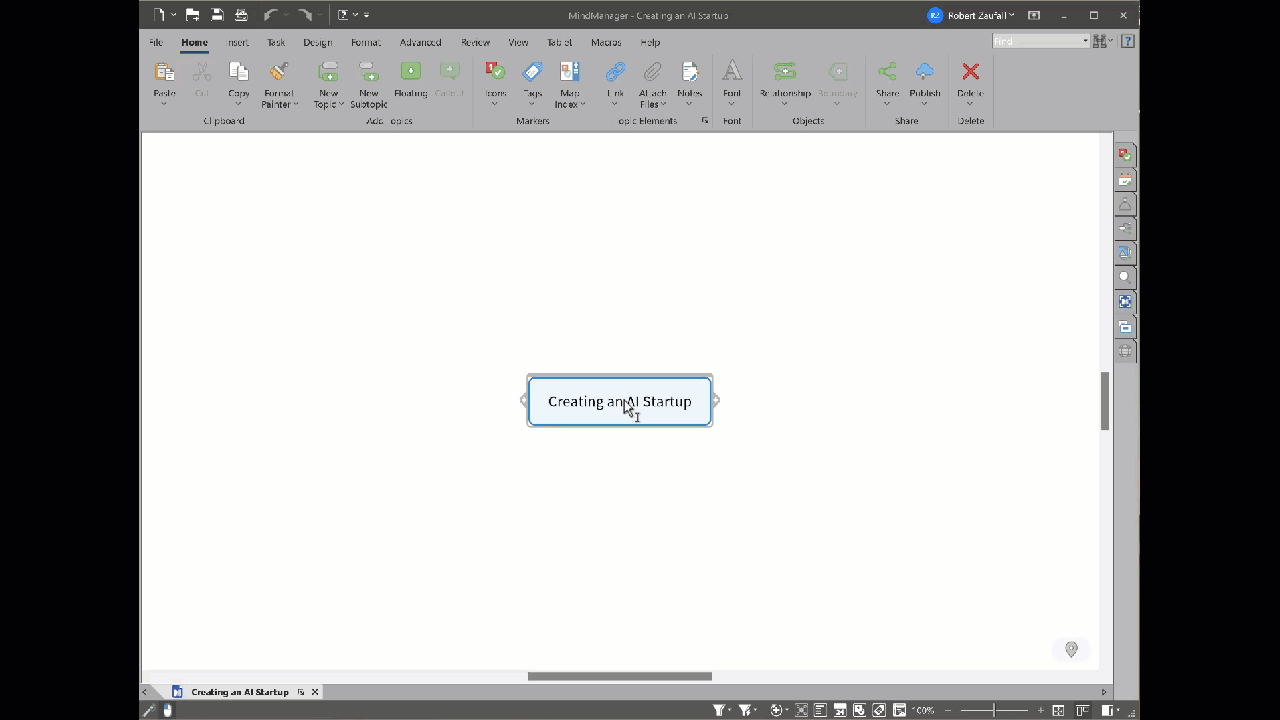 MindManager - Creating an AI Startup
RZ Robert Zaufall
File Home Insert Task Design Format Advanced Review View Tablet Macros Help
Find
Paste Cut Copy Format Painter New Topic New Subtopic Floating Callout Icons Tags Map Index Link Attach Files Notes Font Relationship Boundary Share Publish Delete
Clipboard Add Topics Markers Topic Elements Font Objects Share Delete
Creating an AI Startup
Creating an AI Startup
100%